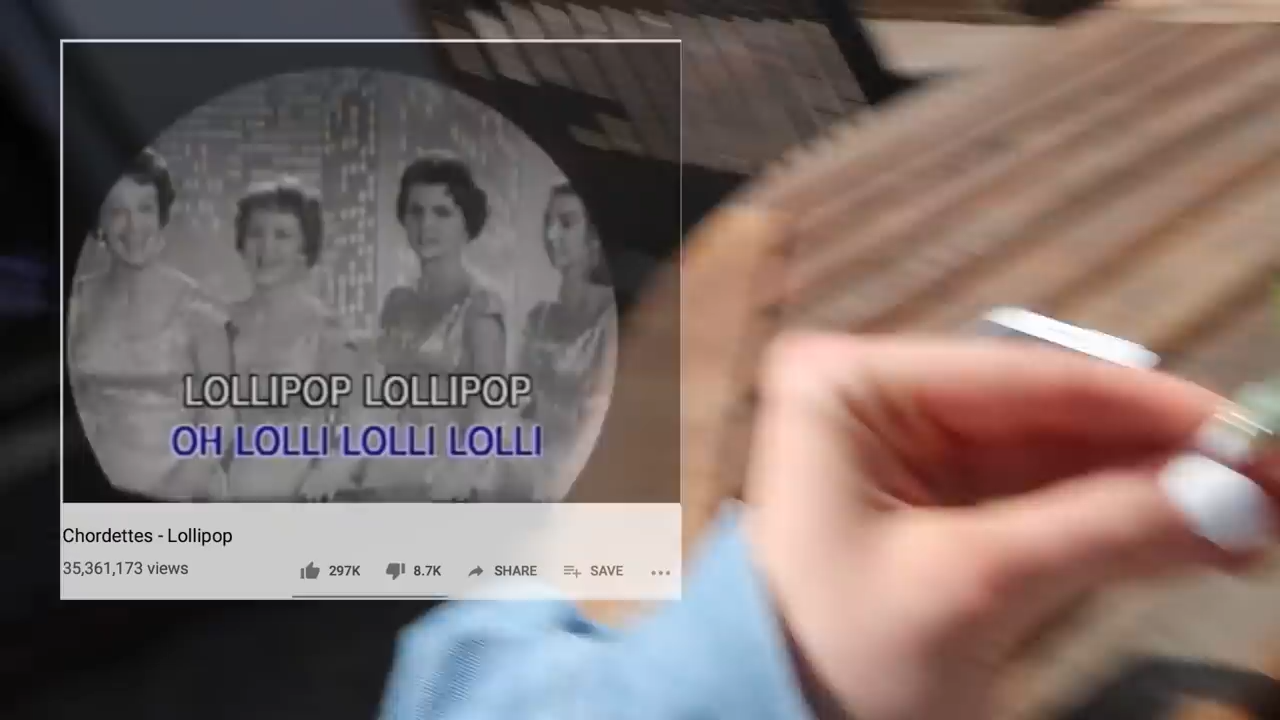 LOLLIPOP LOLLIPOP
OH LOLLI LOLLI LOLLI
Chordettes - Lollipop
35,361,173 views 297K 8.7K SHARE SAVE